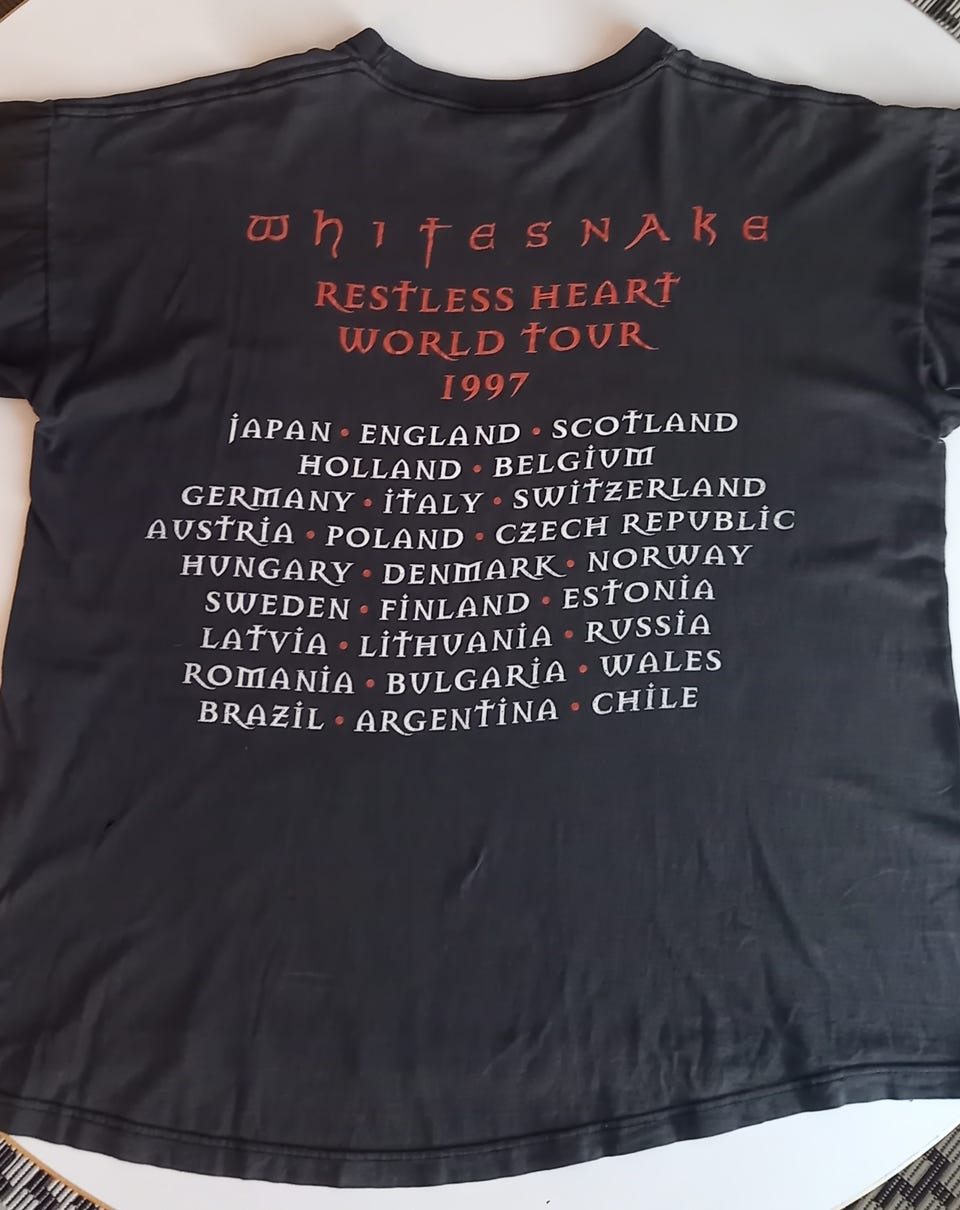 WHITESNAKE
RESTLESS HEART
WORLD TOUR
1997
JAPAN • ENGLAND • SCOTLAND
HOLLAND • BELGIUM
GERMANY • ITALY • SWITZERLAND
AUSTRIA • POLAND • CZECH REPUBLIC
HUNGARY • DENMARK • NORWAY
SWEDEN • FINLAND • ESTONIA
LATVIA • LITHUANIA • RUSSIA
ROMANIA • BULGARIA • WALES
BRAZIL • ARGENTINA • CHILE